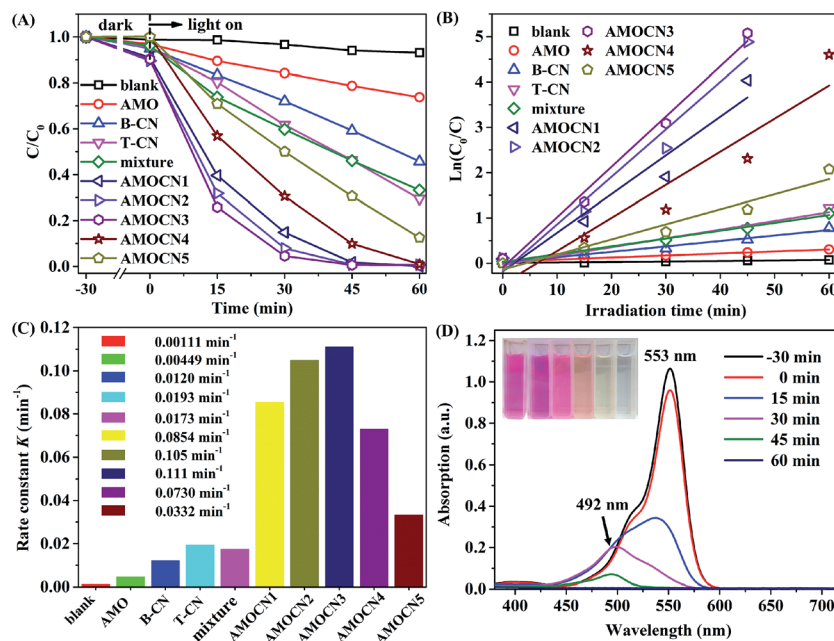 (A)
dark
light on
1.0
0.8
0.6
0.4
0.2
0.0
C/C0
blank
AMO
B-CN
T-CN
mixture
AMOCN1
AMOCN2
AMOCN3
AMOCN4
AMOCN5
-30 0 15 30 45 60
Time (min)
(B)
5
4
3
2
1
0
Ln(C0/C)
blank
AMO
B-CN
T-CN
mixture
AMOCN1
AMOCN2
AMOCN3
AMOCN4
AMOCN5
0 10 20 30 40 50 60
Irradiation time (min)
(C)
0.12
0.10
0.08
0.06
0.04
0.02
0.00
Rate constant K (min-1)
0.00111 min-1
0.00449 min-1
0.0120 min-1
0.0193 min-1
0.0173 min-1
0.0854 min-1
0.105 min-1
0.111 min-1
0.0730 min-1
0.0332 min-1
blank
AMO
B-CN
T-CN
mixture
AMOCN1
AMOCN2
AMOCN3
AMOCN4
AMOCN5
(D)
1.2
1.0
0.8
0.6
0.4
0.2
0.0
Absorption (a.u.)
553 nm
492 nm
-30 min
0 min
15 min
30 min
45 min
60 min
400 450 500 550 600 650 700
Wavelength (nm)